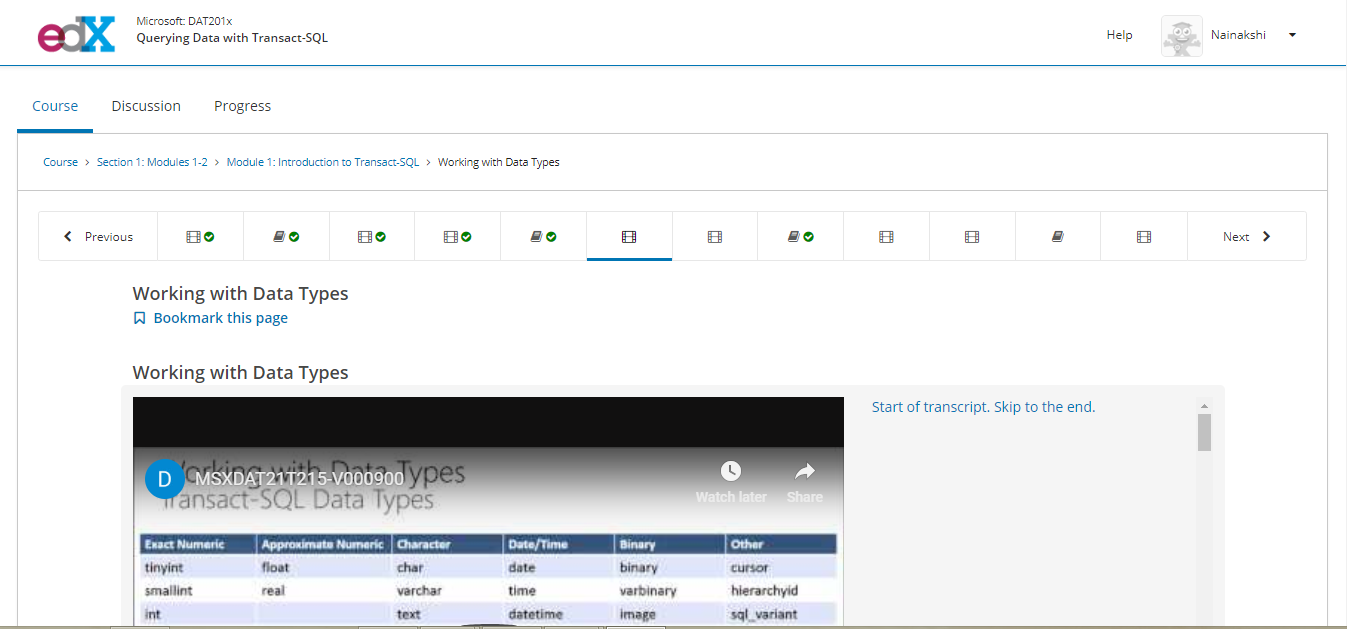 edX
Microsoft: DAT201x
Querying Data with Transact-SQL
Help
Nainakshi
Course
Discussion
Progress
Course > Section 1: Modules 1-2 > Module 1: Introduction to Transact-SQL > Working with Data Types
Previous
Next
Working with Data Types
Bookmark this page
Working with Data Types
Start of transcript. Skip to the end.
Working with Data Types
D
MSXDAT21T215-V000900
Watch later
Share
Transact-SQL Data Types
Exact Numeric Approximate Numeric Character Date/Time Binary Other
tinyint float char date binary cursor
smallint real varchar time varbinary hierarchyid
int text datetime image sql_variant